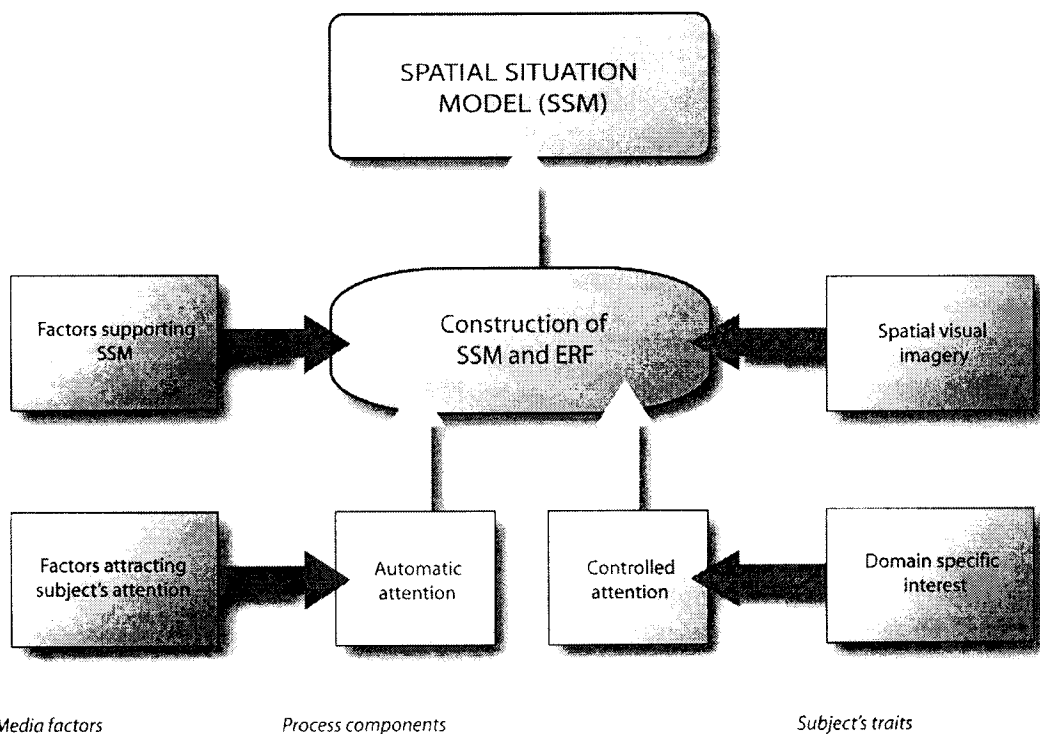 SPATIAL SITUATION
MODEL (SSM)
Factors supporting
SSM
Construction of
SSM and ERF
Spatial visual
imagery
Factors attracting
subject's attention
Automatic
attention
Controlled
attention
Domain specific
interest
Media factors
Process components
Subject's traits